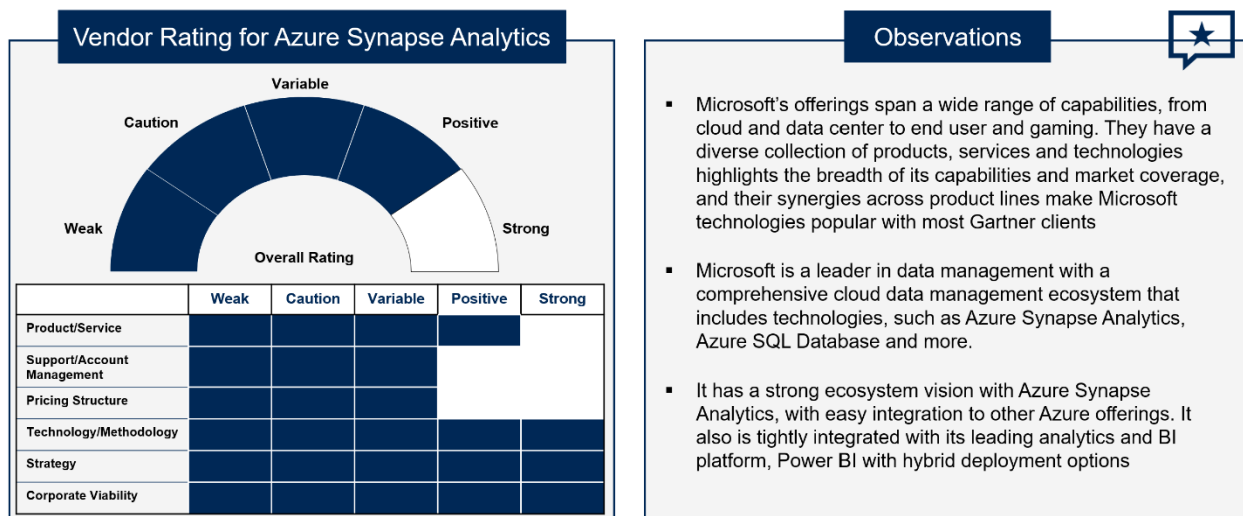 Vendor Rating for Azure Synapse Analytics
Variable
Caution
Positive
Weak
Strong
Overall Rating
Weak Caution Variable Positive Strong
Product/Service
Support/Account
Management
Pricing Structure
Technology/Methodology
Strategy
Corporate Viability
Observations
▪ Microsoft’s offerings span a wide range of capabilities, from
cloud and data center to end user and gaming. They have a
diverse collection of products, services and technologies
highlights the breadth of its capabilities and market coverage,
and their synergies across product lines make Microsoft
technologies popular with most Gartner clients
▪ Microsoft is a leader in data management with a
comprehensive cloud data management ecosystem that
includes technologies, such as Azure Synapse Analytics,
Azure SQL Database and more.
▪ It has a strong ecosystem vision with Azure Synapse
Analytics, with easy integration to other Azure offerings. It
also is tightly integrated with its leading analytics and BI
platform, Power BI with hybrid deployment options